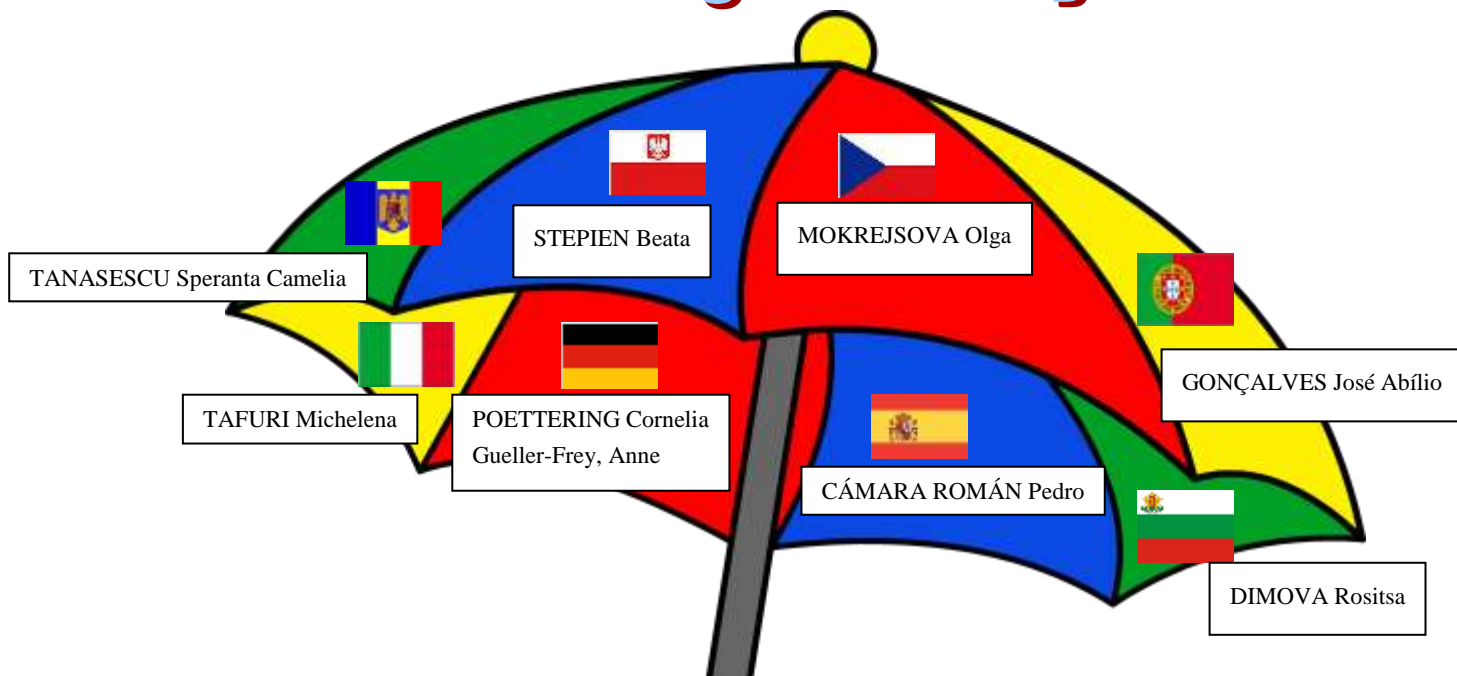 STEPIEN Beata
MOKREJSOVA Olga
TANASESCU Speranta Camelia
GONÇALVES José Abílio
TAFURI Michelena
POETTERING Cornelia
Gueller-Frey, Anne
CÁMARA ROMÁN Pedro
DIMOVA Rositsa